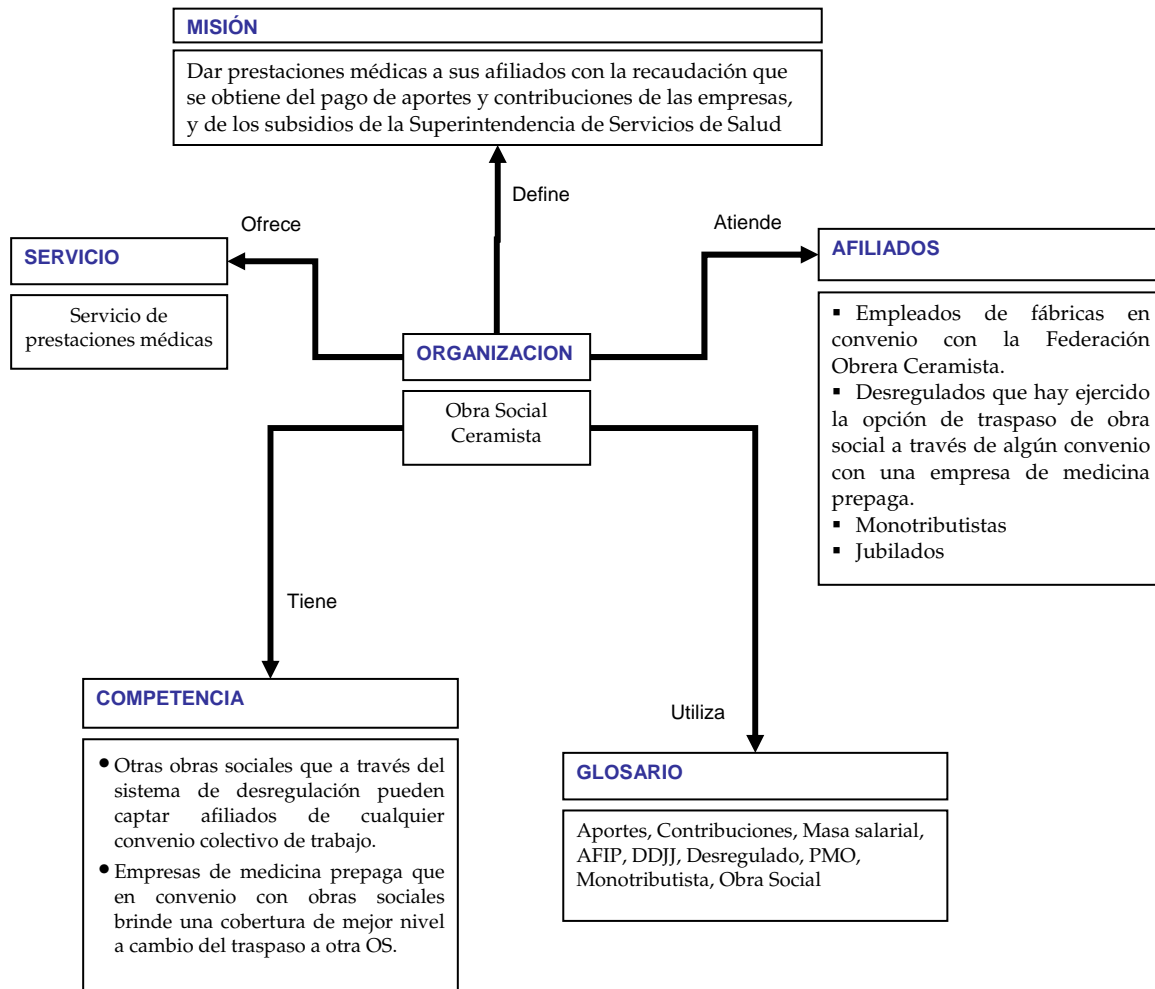 MISIÓN
Dar prestaciones médicas a sus afiliados con la recaudación que
se obtiene del pago de aportes y contribuciones de las empresas,
y de los subsidios de la Superintendencia de Servicios de Salud
Define
Ofrece
Atiende
SERVICIO
Servicio de
prestaciones médicas
AFILIADOS
▪ Empleados de fábricas en
convenio con la Federación
Obrera Ceramista.
▪ Desregulados que hay ejercido
la opción de traspaso de obra
social a través de algún convenio
con una empresa de medicina
prepaga.
▪ Monotributistas
▪ Jubilados
ORGANIZACION
Obra Social
Ceramista
Tiene
Utiliza
COMPETENCIA
• Otras obras sociales que a través del
sistema de desregulación pueden
captar afiliados de cualquier
convenio colectivo de trabajo.
• Empresas de medicina prepaga que
en convenio con obras sociales
brinde una cobertura de mejor nivel
a cambio del traspaso a otra OS.
GLOSARIO
Aportes, Contribuciones, Masa salarial,
AFIP, DDJJ, Desregulado, PMO,
Monotributista, Obra Social